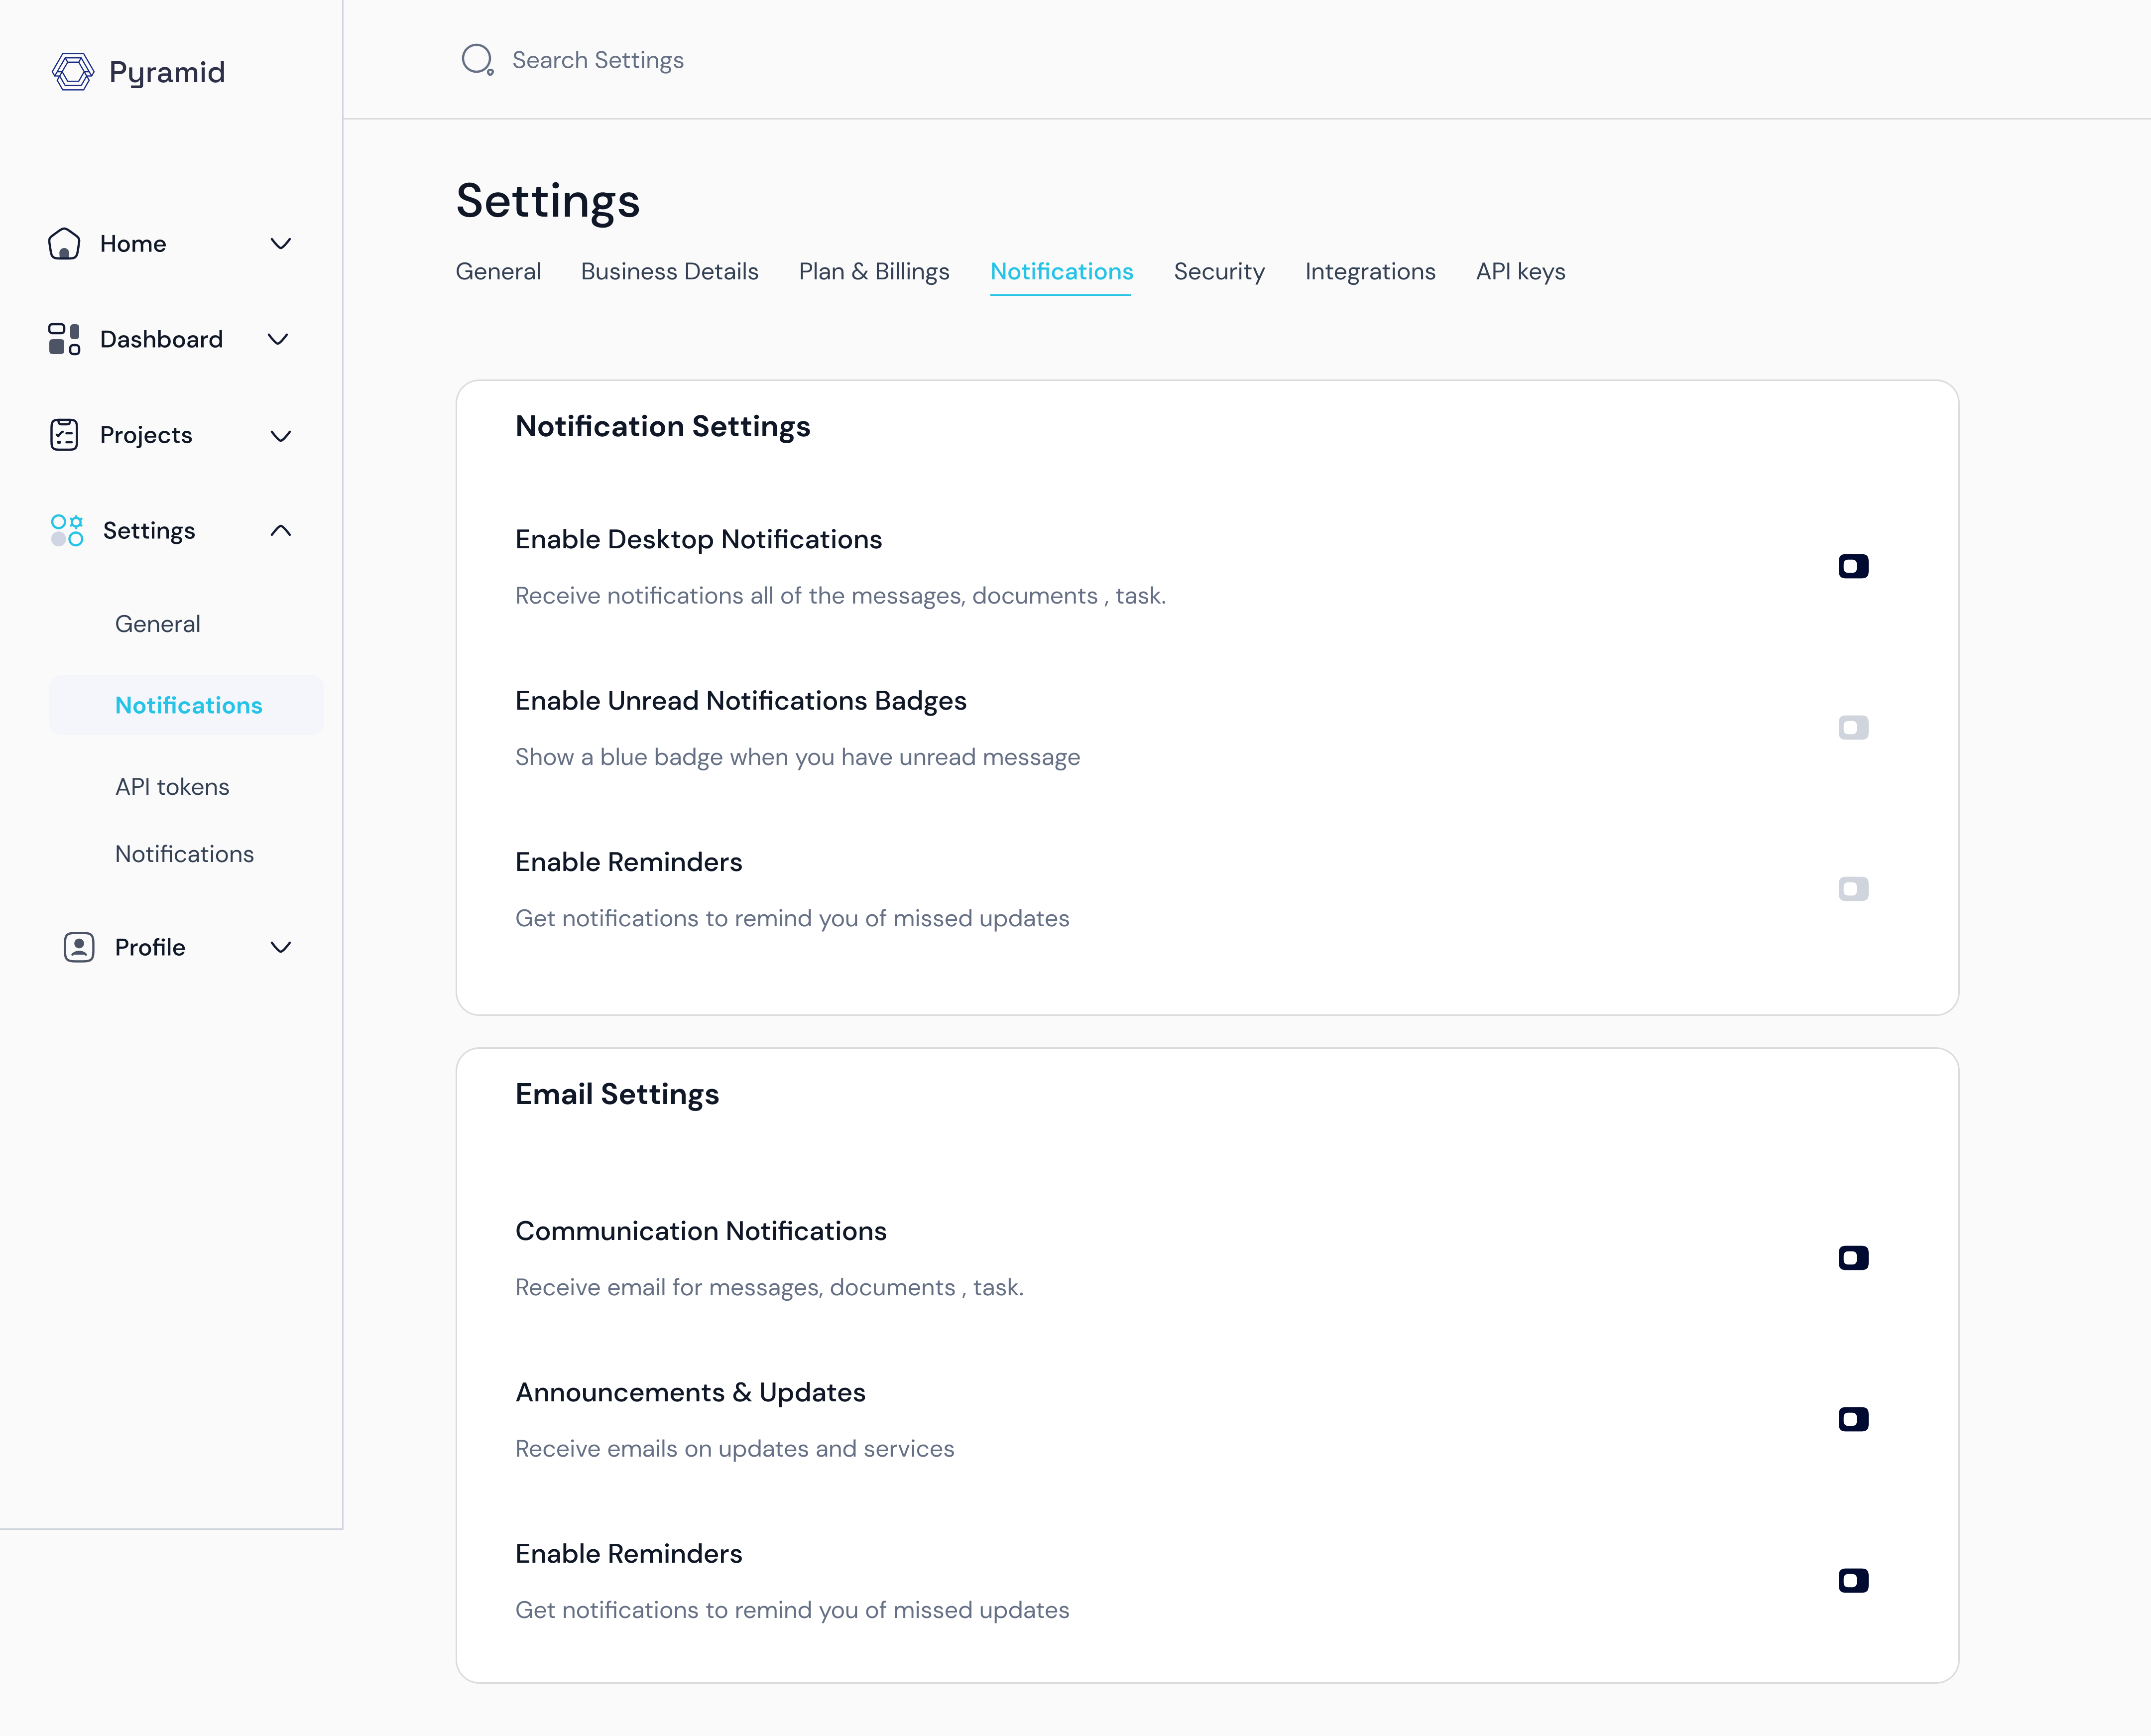 Pyramid
Search Settings
Home
Dashboard
Projects
Settings
General
Notifications
API tokens
Notifications
Profile
Settings
General Business Details Plan & Billings Notifications Security Integrations API keys
Notification Settings
Enable Desktop Notifications
Receive notifications all of the messages, documents , task.
Enable Unread Notifications Badges
Show a blue badge when you have unread message
Enable Reminders
Get notifications to remind you of missed updates
Email Settings
Communication Notifications
Receive email for messages, documents , task.
Announcements & Updates
Receive emails on updates and services
Enable Reminders
Get notifications to remind you of missed updates